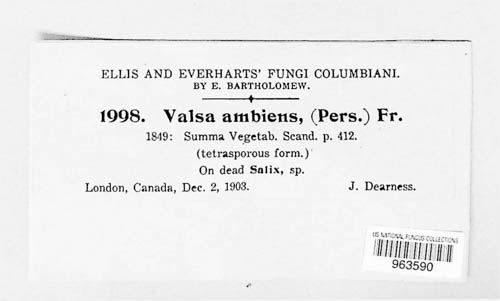 ELLIS AND EVERHARTS' FUNGI COLUMBIANI.
BY E. BARTHOLOMEW.
1998. Valsa ambiens, (Pers.) Fr.
1849: Summa Vegetab. Scand. p. 412.
(tetrasporous form.)
On dead Salix, sp.
London, Canada, Dec. 2, 1903. J. Dearness.
US NATIONAL FUNGUS COLLECTIONS
963590